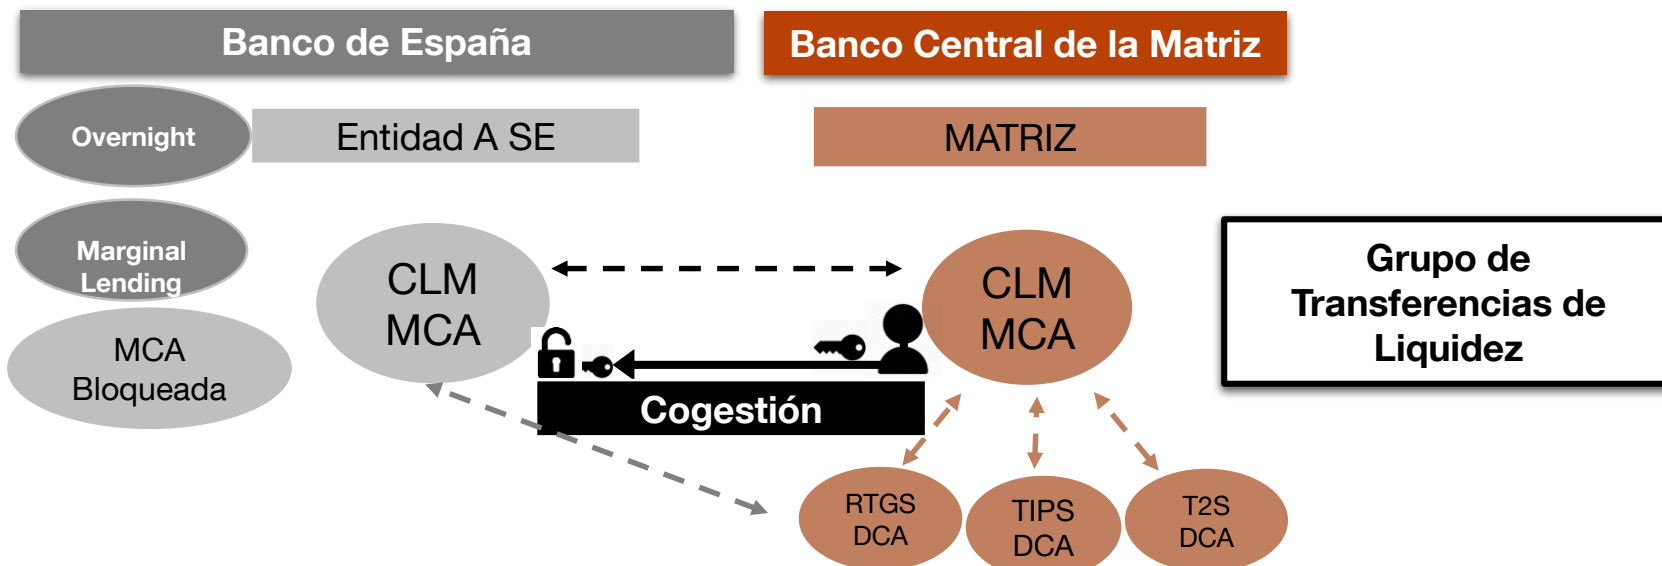 Banco de España
Banco Central de la Matriz
Overnight
Entidad A SE
MATRIZ
Marginal
Lending
CLM
MCA
CLM
MCA
Grupo de
Transferencias de
Liquidez
MCA
Bloqueada
Cogestión
RTGS
DCA
TIPS
DCA
T2S
DCA